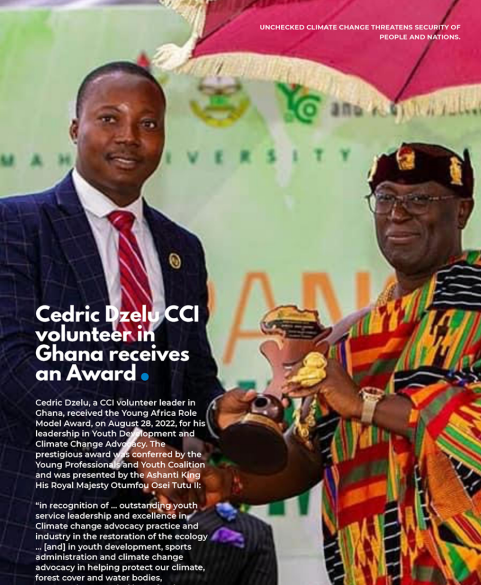 UNCHECKED CLIMATE CHANGE THREATENS SECURITY OF
PEOPLE AND NATIONS.
YC
and
MAH
IVERSITY
Cedric Dzelu CCI
volunteer in
Ghana receives
an Award
Cedric Dzelu, a CCI volunteer leader in
Ghana, received the Young Africa Role
Model Award, on August 28, 2022, for his
leadership in Youth Development and
Climate Change Advocacy. The
prestigious award was conferred by the
Young Professionals and Youth Coalition
and was presented by the Ashanti King
His Royal Majesty Otumfou Osei Tutu II:
“in recognition of ... outstanding youth
service leadership and excellence in
Climate change advocacy practice and
industry in the restoration of the ecology
... [and] in youth development, sports
administration and climate change
advocacy in helping protect our climate,
forest cover and water bodies,